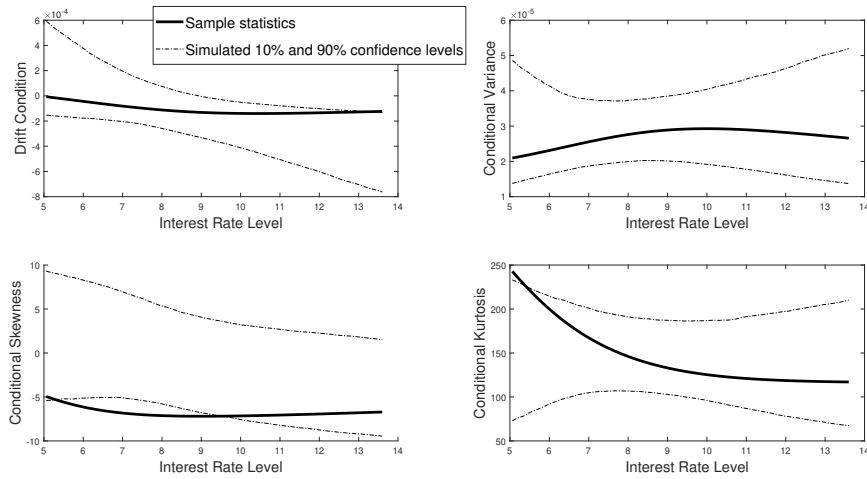 ×10⁻⁴
6
4
2
0
-2
-4
-6
-8
Drift Condition
5 6 7 8 9 10 11 12 13 14
Interest Rate Level
Sample statistics
Simulated 10% and 90% confidence levels
×10⁻⁵
6
5
4
3
2
1
Conditional Variance
5 6 7 8 9 10 11 12 13 14
Interest Rate Level
10
5
0
-5
-10
Conditional Skewness
5 6 7 8 9 10 11 12 13 14
Interest Rate Level
250
200
150
100
50
Conditional Kurtosis
5 6 7 8 9 10 11 12 13 14
Interest Rate Level